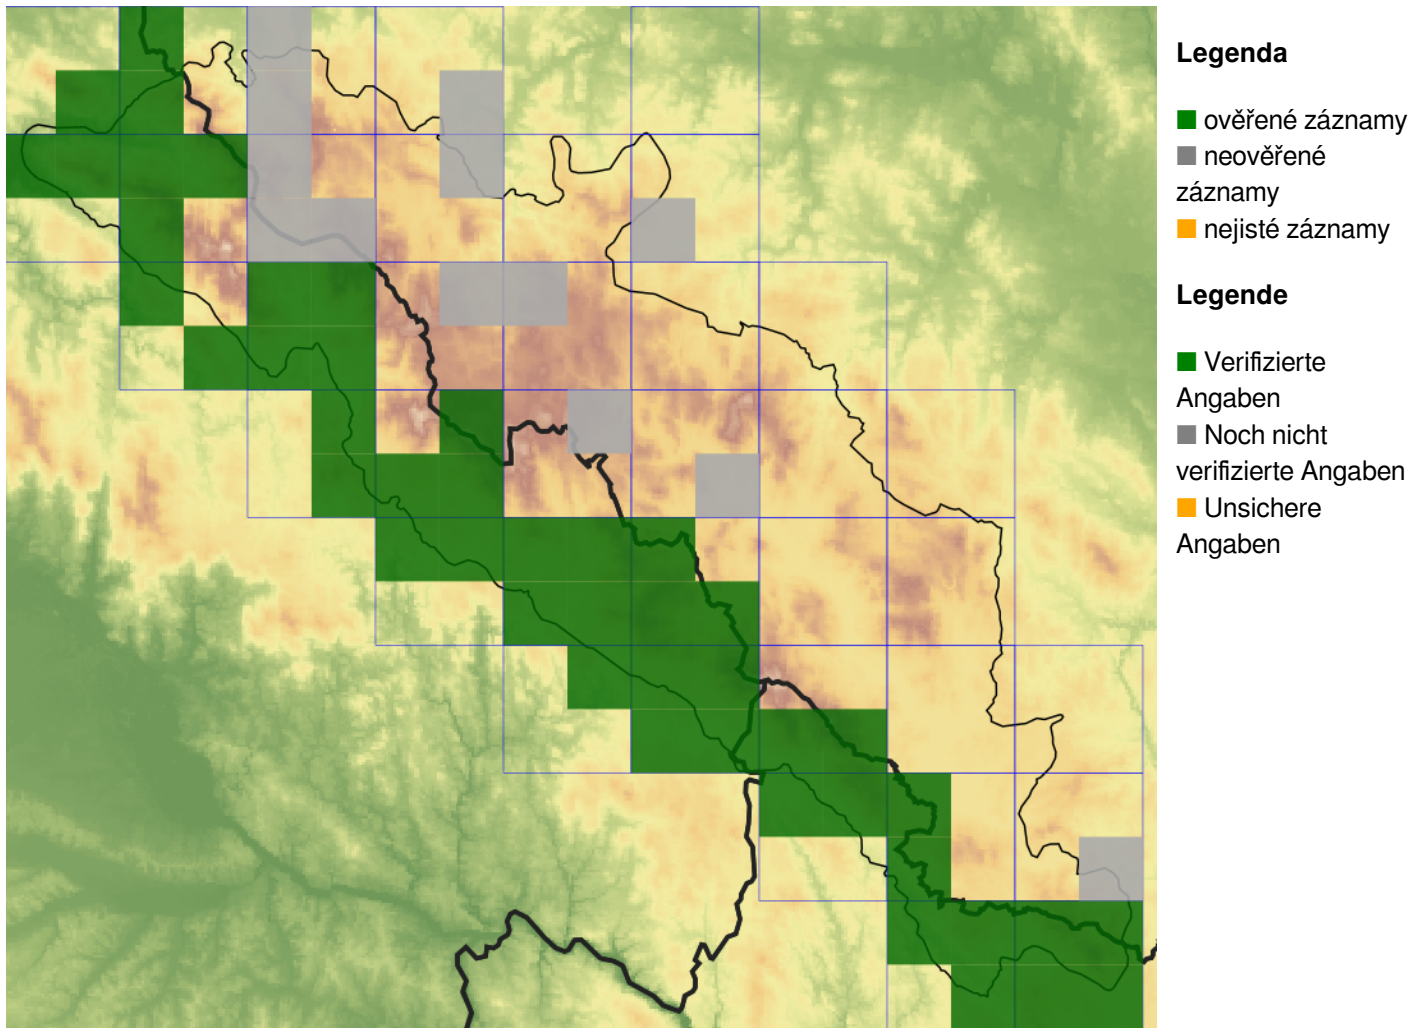 Legenda
ověřené záznamy
neověřené
záznamy
nejisté záznamy
Legende
Verifizierte
Angaben
Noch nicht
verifizierte Angaben
Unsichere
Angaben